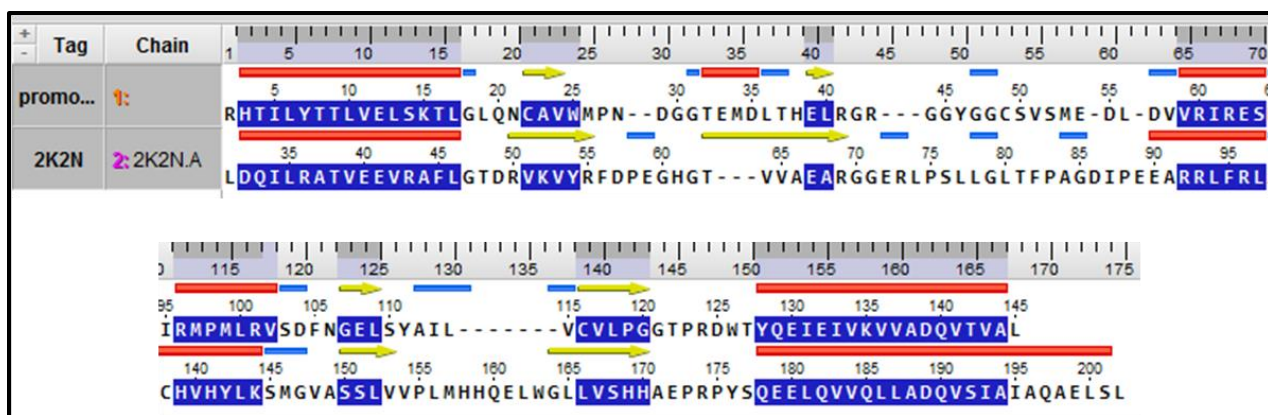 +
-
Tag Chain 1 5 10 15 20 25 30 35 40 45 50 55 60 65 70
5 10 15 20 25 30 35 40 45 50 55 60
promo... 1: RHTILYTTLVELSKTLGLQNCAVWMPN--DGGTEMDLTHELRGR---GGYGGCSVSME-DL-DVVRIRES
35 40 45 50 55 60 65 70 75 80 85 90 95
2K2N 2: 2K2N.A LDQILRATVEEVRAFLGTDRVKVYRFDPEGHGT---VVAEARGGERLPSLLGLTFPAGDIPEEARRLFRL
115 120 125 130 135 140 145 150 155 160 165 170 175
95 100 105 110 115 120 125 130 135 140 145
IRMPMLRVSDFNGELSYAIL-------VCVLPGGTPRDWTYQEIEIVKVVADQVTVAL
140 145 150 155 160 165 170 175 180 185 190 195 200
CHVHYLKSMGVASSLVVPLMHHQELWGLLVSHHAEPRPYSQEELQVVQLLADQVSIAIAQAELSL